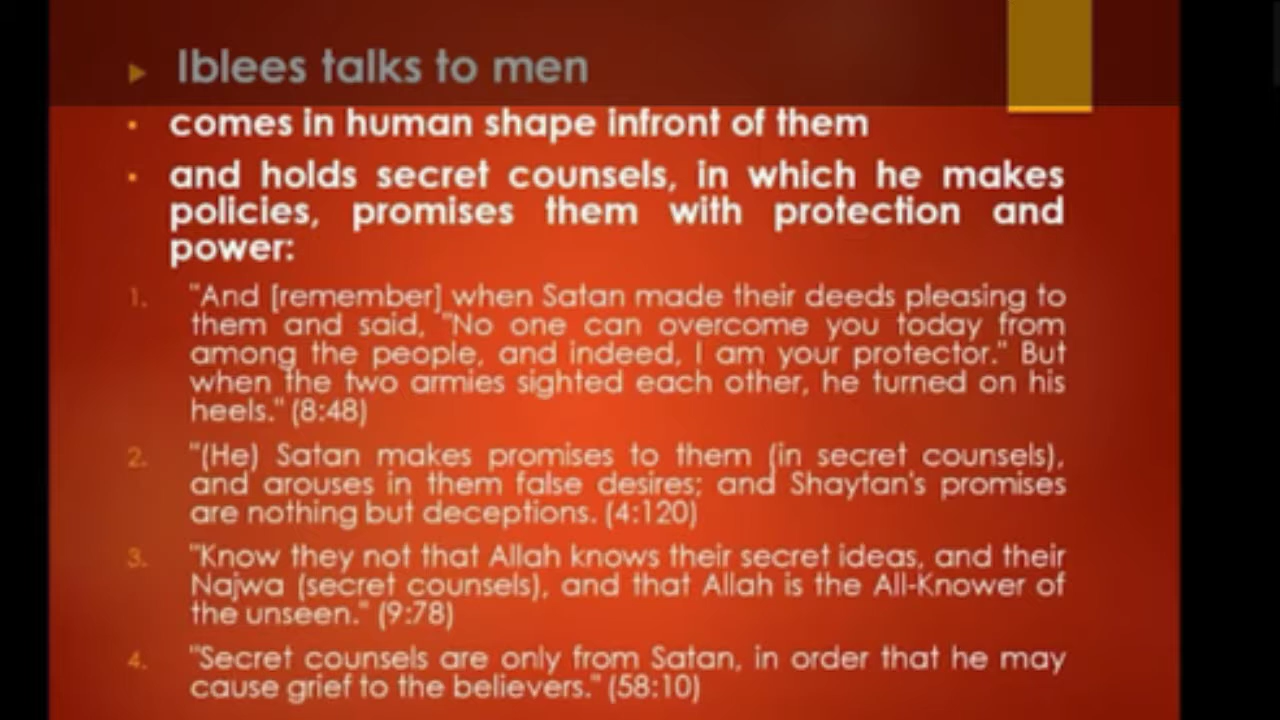 Iblees talks to men
comes in human shape infront of them
and holds secret counsels, in which he makes
policies, promises them with protection and
power:
1. "And [remember] when Satan made their deeds pleasing to
them and said, "No one can overcome you today from
among the people, and indeed, I am your protector." But
when the two armies sighted each other, he turned on his
heels." (8:48)
2. "(He) Satan makes promises to them (in secret counsels),
and arouses in them false desires; and Shaytan's promises
are nothing but deceptions. (4:120)
3. "Know they not that Allah knows their secret ideas, and their
Najwa (secret counsels), and that Allah is the All-Knower of
the unseen." (9:78)
4. "Secret counsels are only from Satan, in order that he may
cause grief to the believers." (58:10)